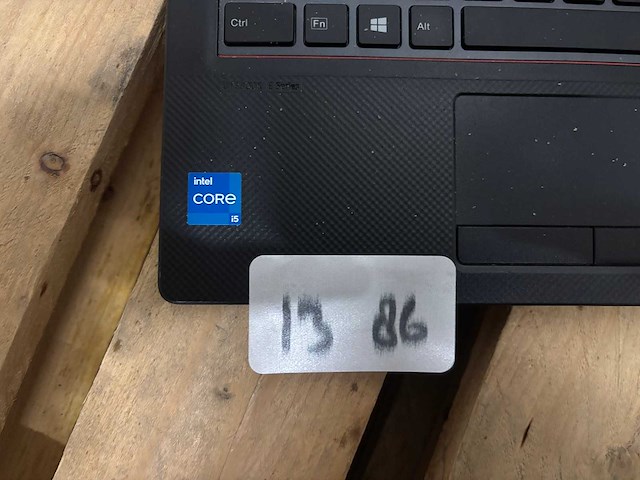 Ctrl Fn Alt
intel
CORE
i5
13 86